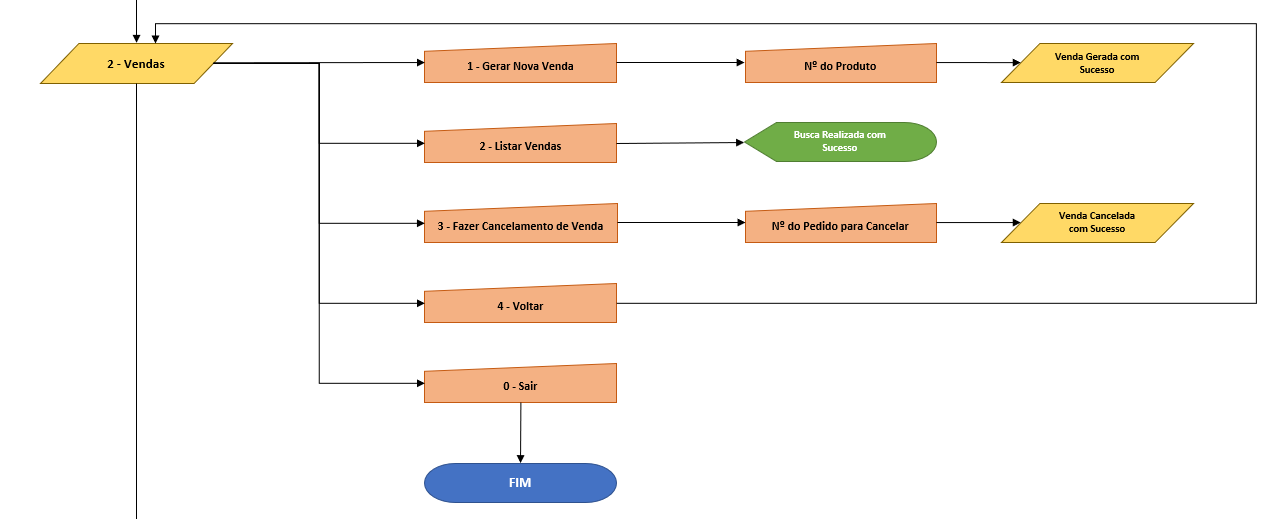 2 - Vendas
1 - Gerar Nova Venda
Nº do Produto
Venda Gerada com
Sucesso
2 - Listar Vendas
Busca Realizada com
Sucesso
3 - Fazer Cancelamento de Venda
Nº do Pedido para Cancelar
Venda Cancelada
com Sucesso
4 - Voltar
0 - Sair
FIM